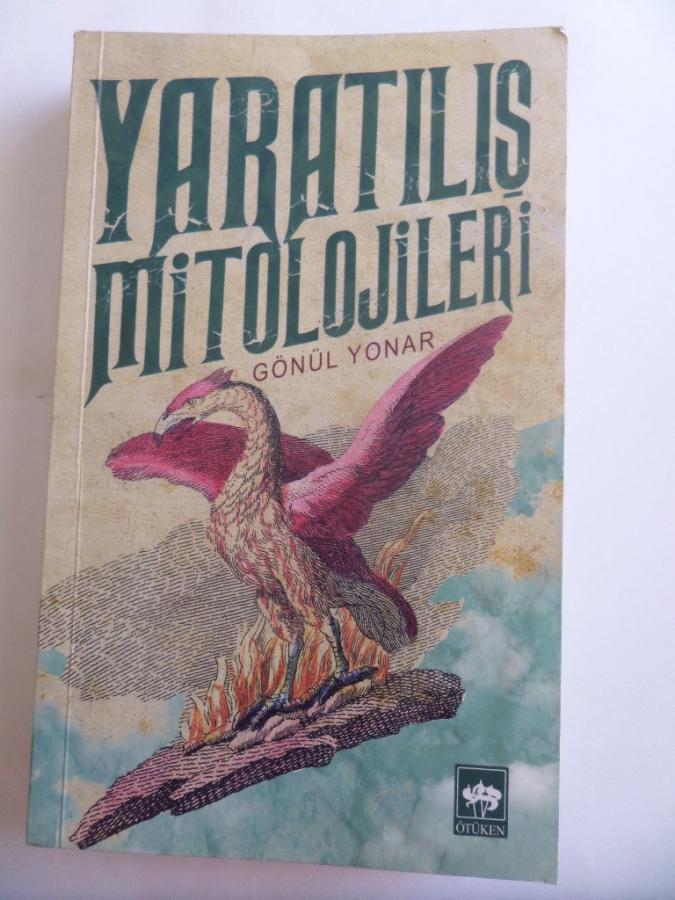 YARATILIŞ
MİTOLOJİLERİ
GÖNÜL YONAR
ÖTÜKEN